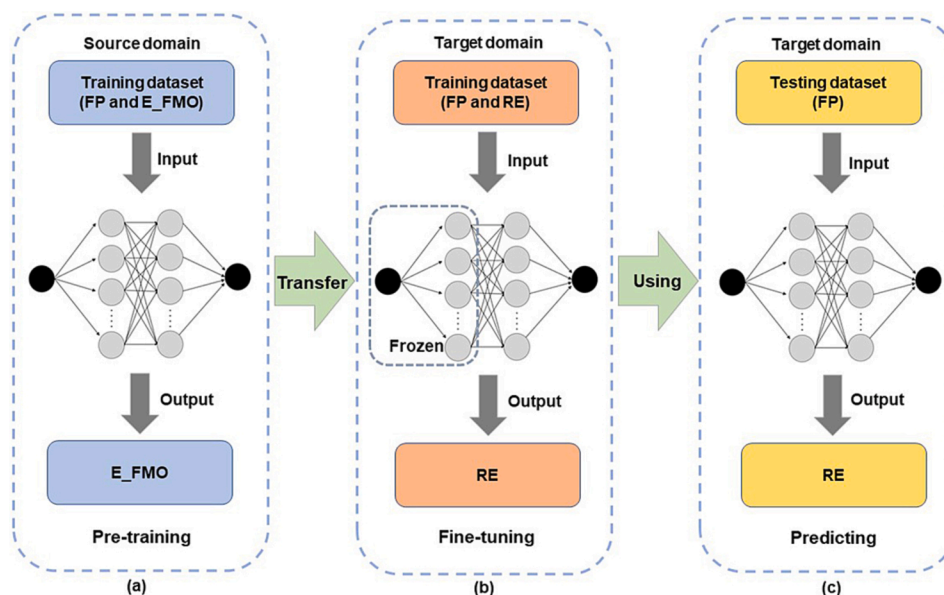 Source domain
Training dataset
(FP and E_FMO)
Input
Output
E_FMO
Pre-training
(a)
Transfer
Target domain
Training dataset
(FP and RE)
Input
Frozen
Output
RE
Fine-tuning
(b)
Using
Target domain
Testing dataset
(FP)
Input
Output
RE
Predicting
(c)